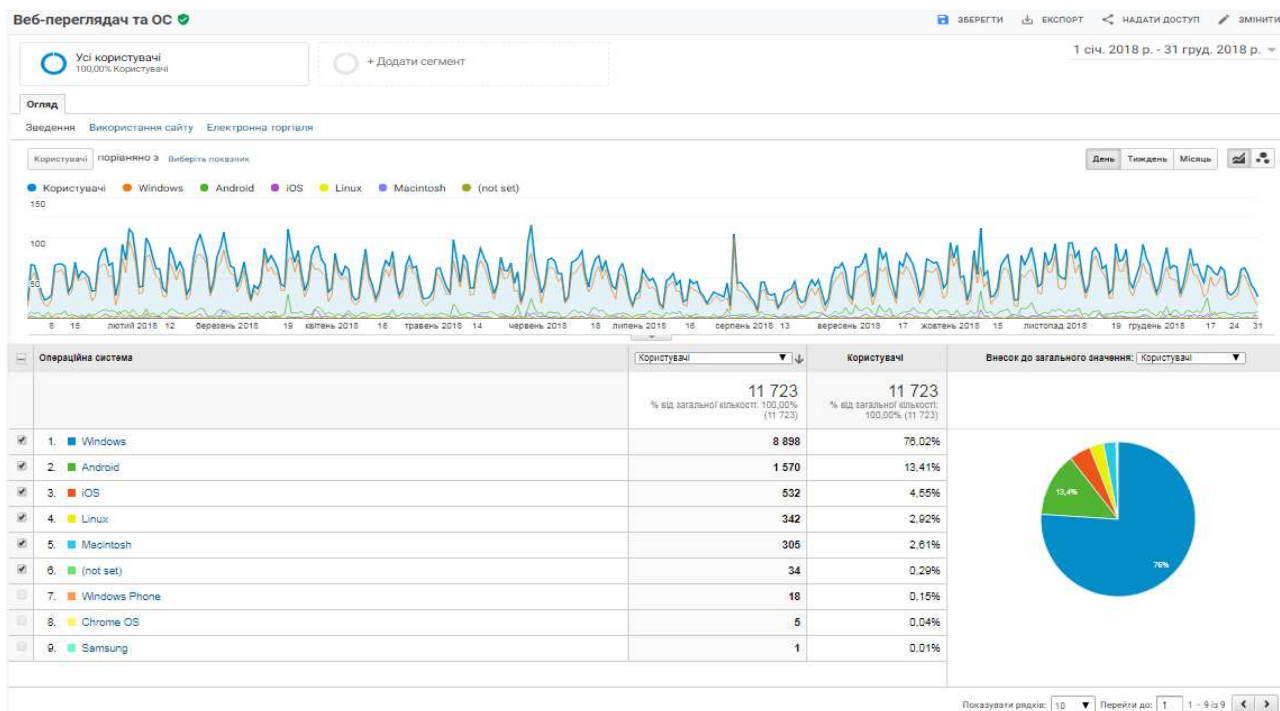 Веб-переглядач та ОС
ЗБЕРЕГТИ ЕКСПОРТ НАДАТИ ДОСТУП ЗМІНИТИ
Усі користувачі
100,00% Користувачі
+ Додати сегмент
1 січ. 2018 р. - 31 груд. 2018 р.
Огляд
Зведення Використання сайту Електронна торгівля
Користувачі порівняно з Виберіть показник
День Тиждень Місяць
Користувачі Windows Android iOS Linux Macintosh (not set)
150
100
50
8 15 лютий 2018 12 березень 2018 19 квітень 2018 16 травень 2018 14 червень 2018 18 липень 2018 16 серпень 2018 13 вересень 2018 17 жовтень 2018 15 листопад 2018 19 грудень 2018 17 24 31
Операційна система Користувачі Користувачі Внесок до загального значення: Користувачі
11 723 11 723
% від загальної кількості: 100,00% (11 723) % від загальної кількості: 100,00% (11 723)
1. Windows 8 898 76,02%
2. Android 1 570 13,41%
3. iOS 532 4,55%
4. Linux 342 2,92%
5. Macintosh 305 2,61%
6. (not set) 34 0,29%
7. Windows Phone 18 0,15%
8. Chrome OS 5 0,04%
9. Samsung 1 0,01%
13,4%
76%
Показувати рядків: 10 Перейти до: 1 1 – 9 із 9